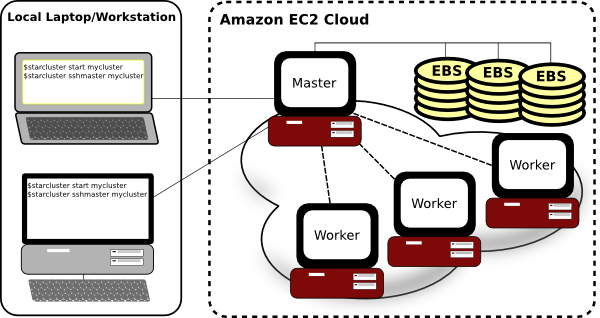 Local Laptop/Workstation
$starcluster start mycluster
$starcluster sshmaster mycluster
$starcluster start mycluster
$starcluster sshmaster mycluster
Amazon EC2 Cloud
Master
EBS
EBS
EBS
Worker
Worker
Worker